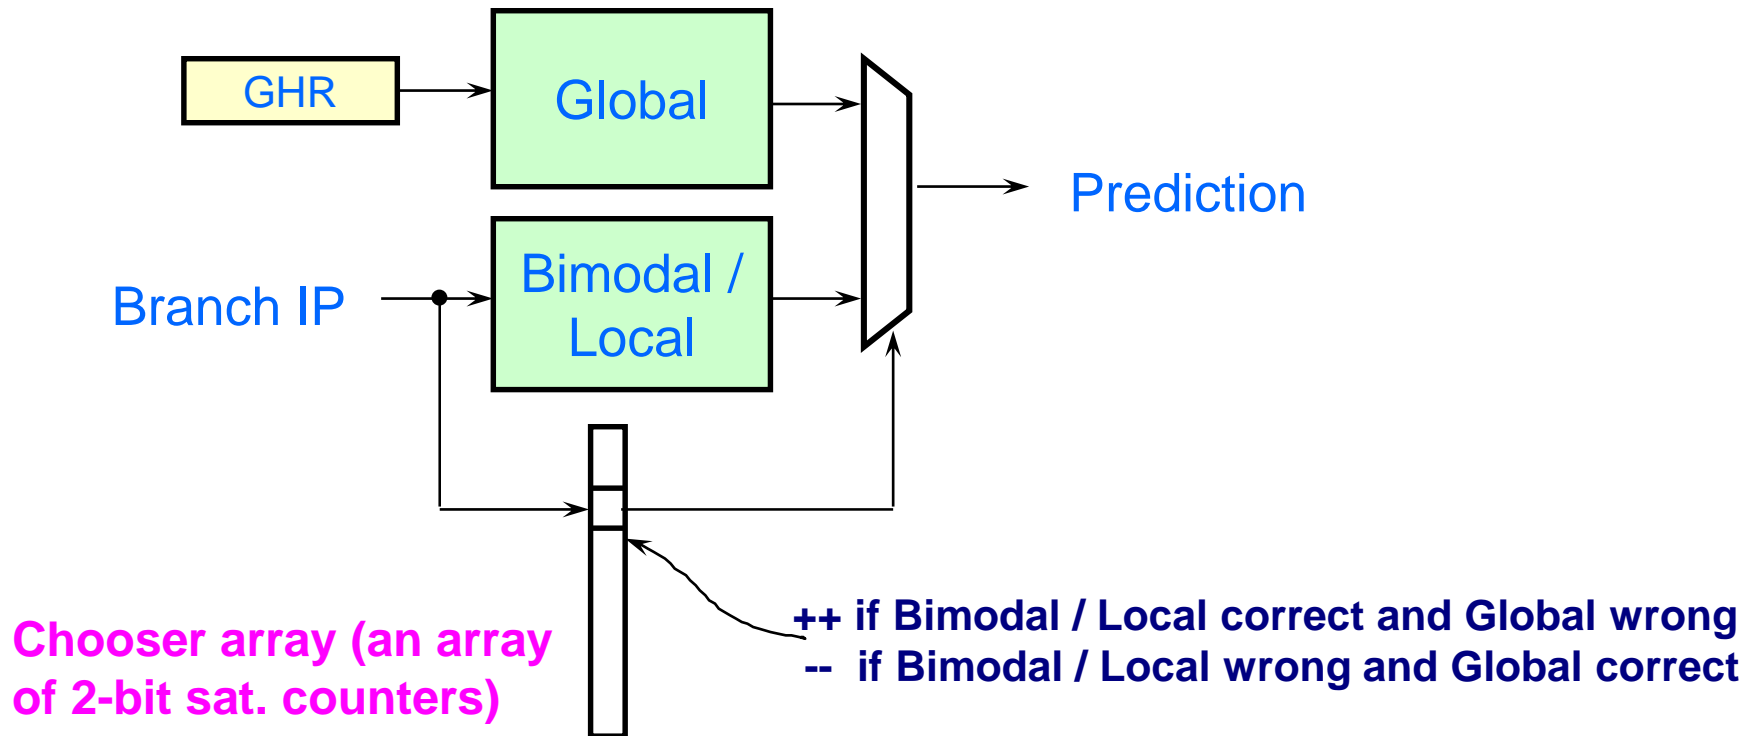 GHR
Global
Prediction
Branch IP
Bimodal /
Local
Chooser array (an array
of 2-bit sat. counters)
++ if Bimodal / Local correct and Global wrong
-- if Bimodal / Local wrong and Global correct